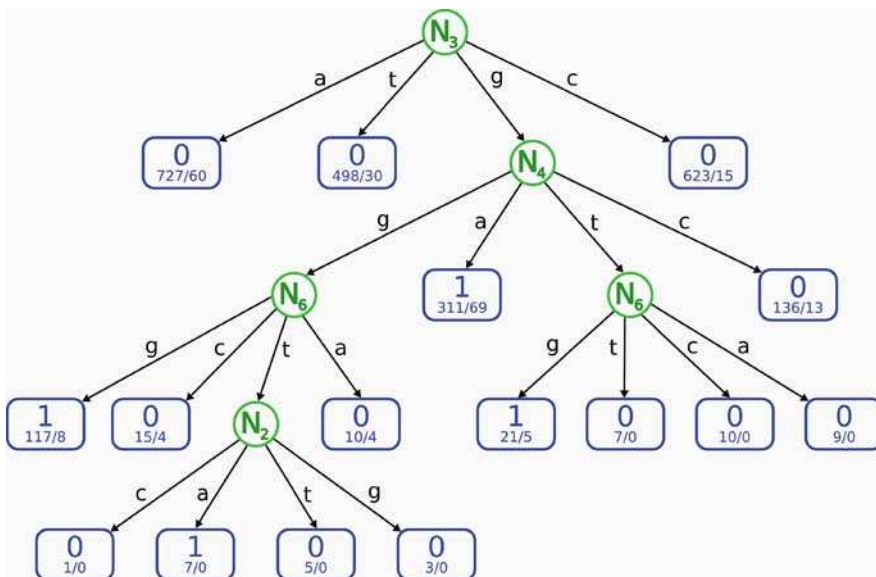 N3
a t g c
0 0 0
727/60 498/30 623/15
N4
g a t c
1 0
311/69 136/13
N6 N6
g c t a g t c a
1 0 0 1 0 0 0
117/8 15/4 10/4 21/5 7/0 10/0 9/0
N2
c a t g
0 1 0 0
1/0 7/0 5/0 3/0